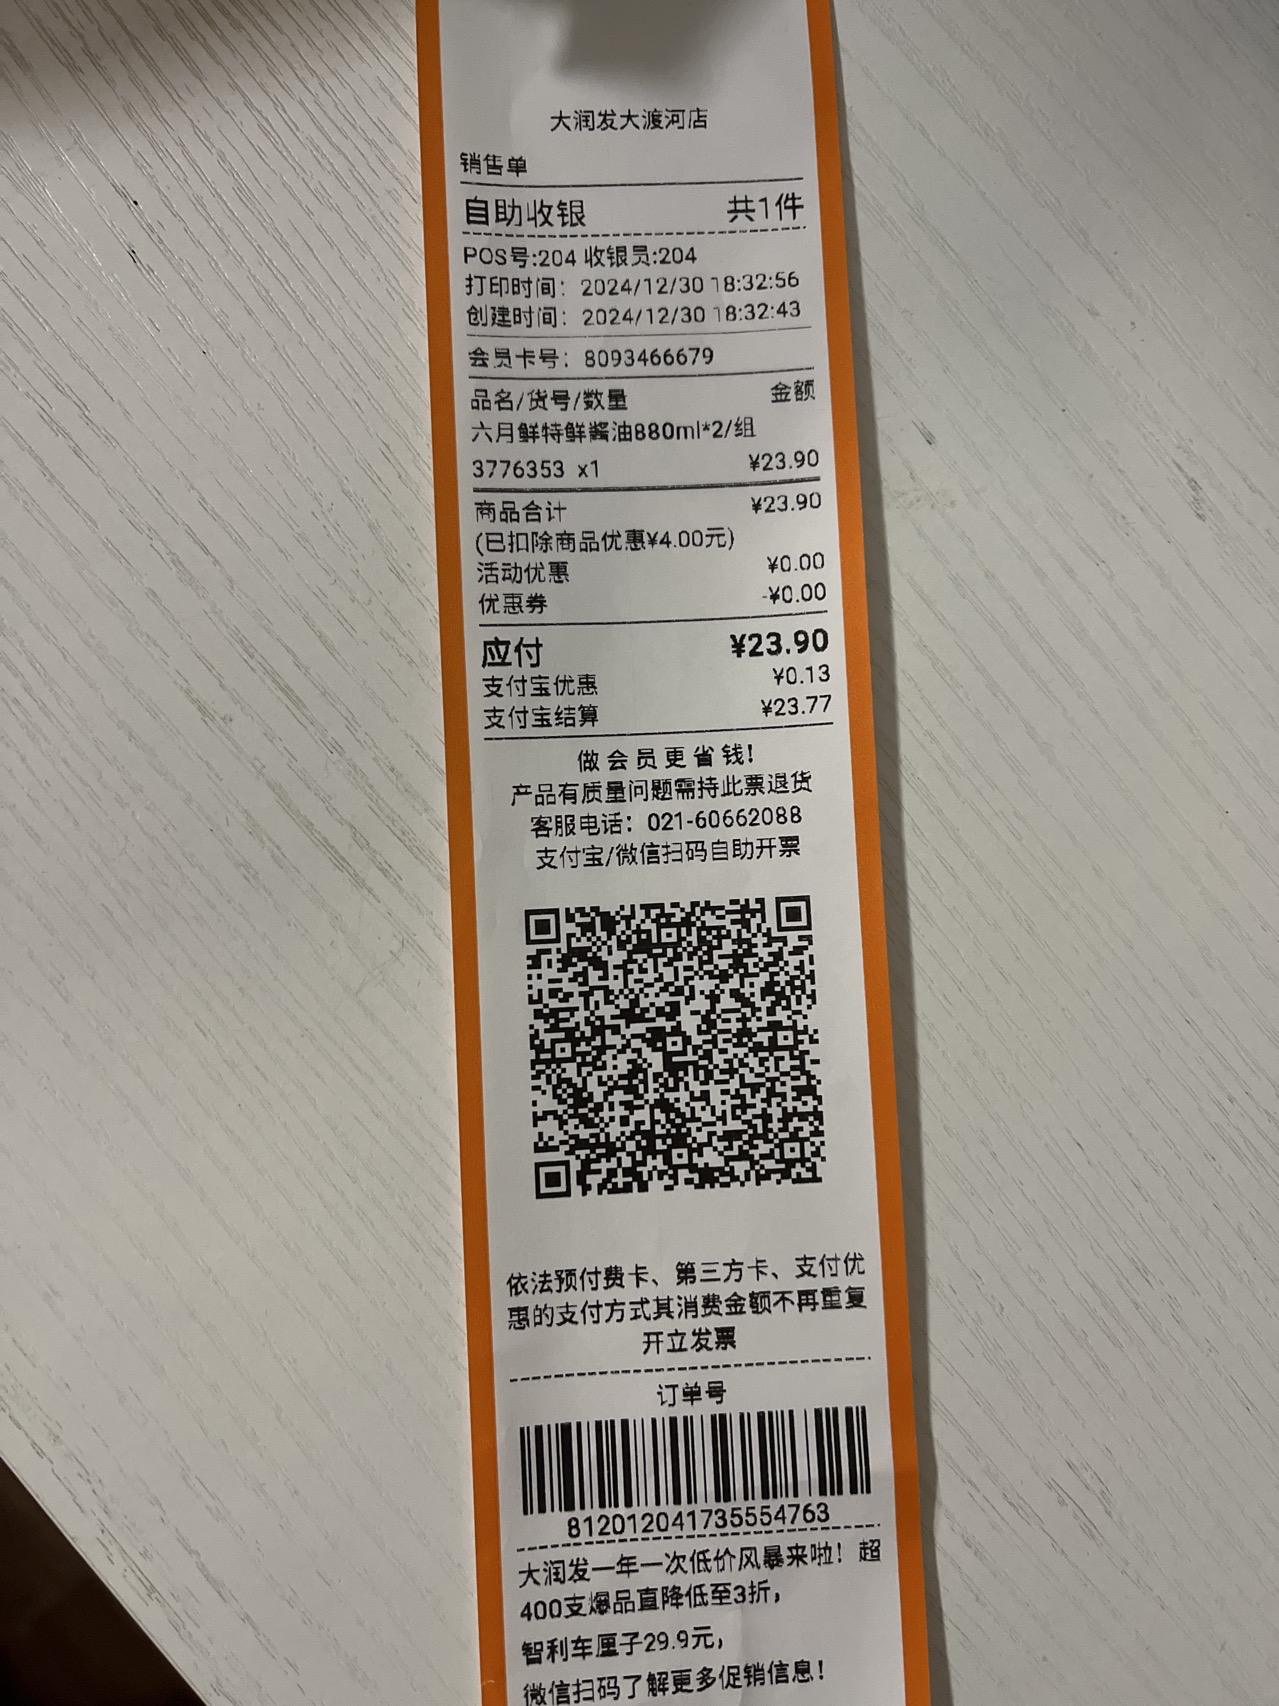 大润发大渡河店
销售单
自助收银 共1件
POS号:204 收银员:204
打印时间：2024/12/30 18:32:56
创建时间：2024/12/30 18:32:43
会员卡号：8093466679
品名/货号/数量 金额
六月鲜特鲜酱油880ml*2/组
3776353 x1 ¥23.90
商品合计 ¥23.90
(已扣除商品优惠¥4.00元)
活动优惠 ¥0.00
优惠券 -¥0.00
应付 ¥23.90
支付宝优惠 ¥0.13
支付宝结算 ¥23.77
做会员更省钱！
产品有质量问题需持此票退货
客服电话：021-60662088
支付宝/微信扫码自助开票
依法预付费卡、第三方卡、支付优
惠的支付方式其消费金额不再重复
开立发票
订单号
812012041735554763
大润发一年一次低价风暴来啦！超
400支爆品直降低至3折，
智利车厘子29.9元，
微信扫码了解更多促销信息！